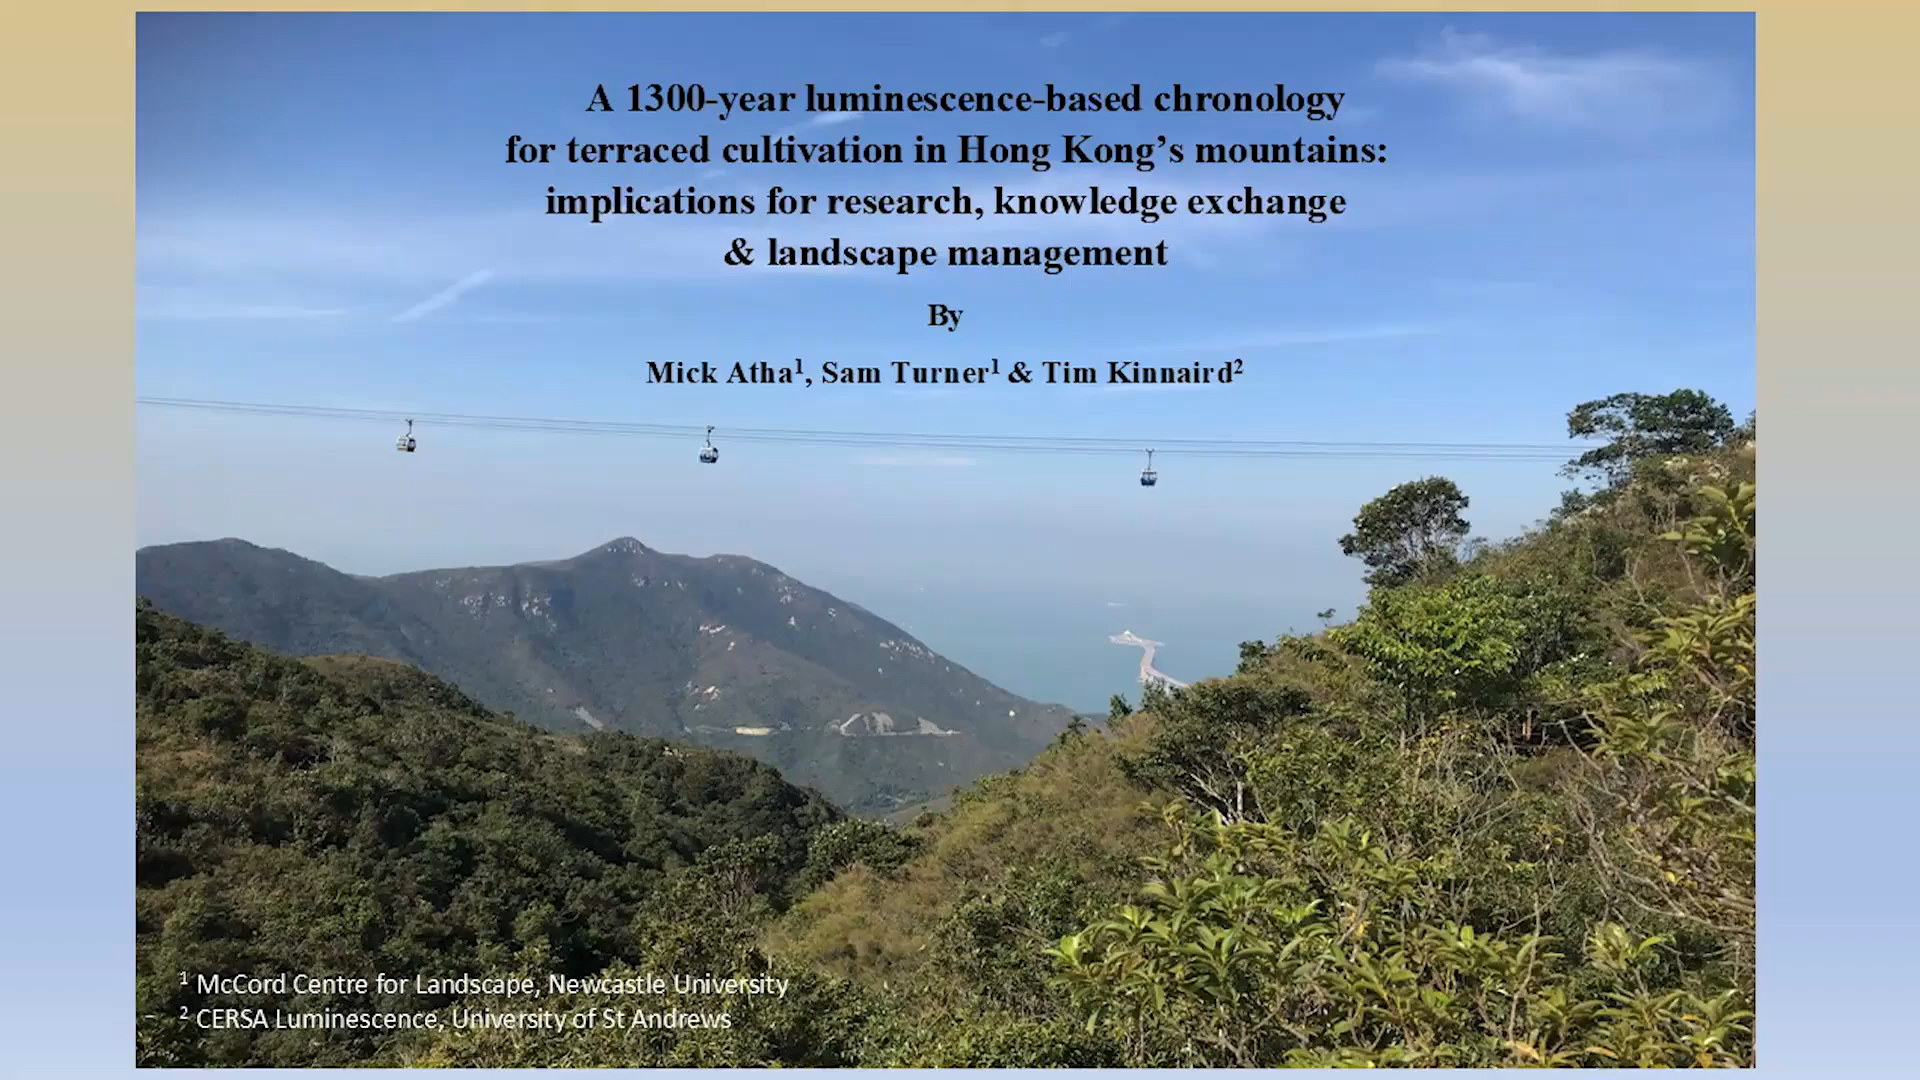 A 1300-year luminescence-based chronology
for terraced cultivation in Hong Kong’s mountains:
implications for research, knowledge exchange
& landscape management
By
Mick Atha¹, Sam Turner¹ & Tim Kinnaird²
¹ McCord Centre for Landscape, Newcastle University
² CERSA Luminescence, University of St Andrews